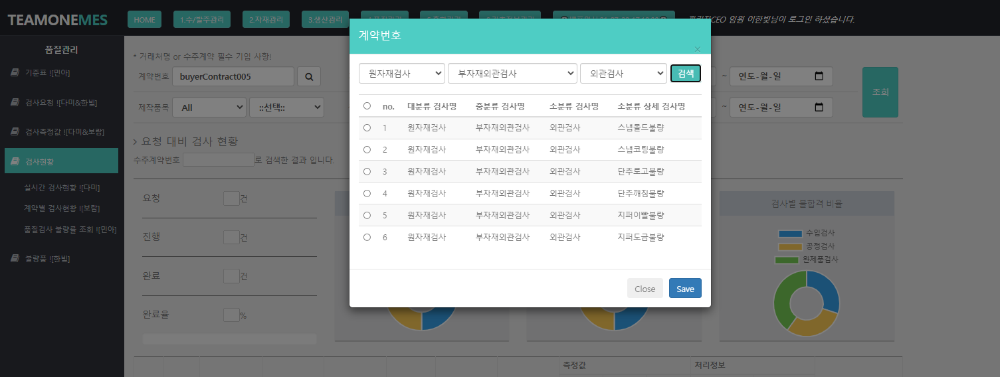 TEAMONEMES
HOME
1.수/발주관리
2.자재관리
3.생산관리
관리자CEO 임원 이한빛님이 로그인 하셨습니다.
품질관리
기준표 ![민아]
검사요청 ![다미&한빛]
검사측정값 ![다미&보람]
검사현황
실시간 검사현황 ![다미]
계약별 검사현황 ![보람]
품질검사 불량률 조회 ![민아]
불량품 ![한빛]
* 거래처명 or 수주계약 필수 기입 사항!
계약번호 buyerContract005
~ 연도-월-일
제작품목 All ::선택::
~ 연도-월-일
조회
> 요청 대비 검사 현황
수주계약번호 로 검색한 결과 입니다.
요청 건
진행 건
완료 건
완료율 %
계약번호
×
원자재검사 부자재외관검사 외관검사 검색
no. 대분류 검사명 중분류 검사명 소분류 검사명 소분류 상세 검사명
1 원자재검사 부자재외관검사 외관검사 스냅몰드불량
2 원자재검사 부자재외관검사 외관검사 스냅코팅불량
3 원자재검사 부자재외관검사 외관검사 단추로고불량
4 원자재검사 부자재외관검사 외관검사 단추깨짐불량
5 원자재검사 부자재외관검사 외관검사 지퍼이빨불량
6 원자재검사 부자재외관검사 외관검사 지퍼도금불량
Close
Save
검사별 불합격 비율
수입검사
공정검사
완제품검사
측정값
처리정보